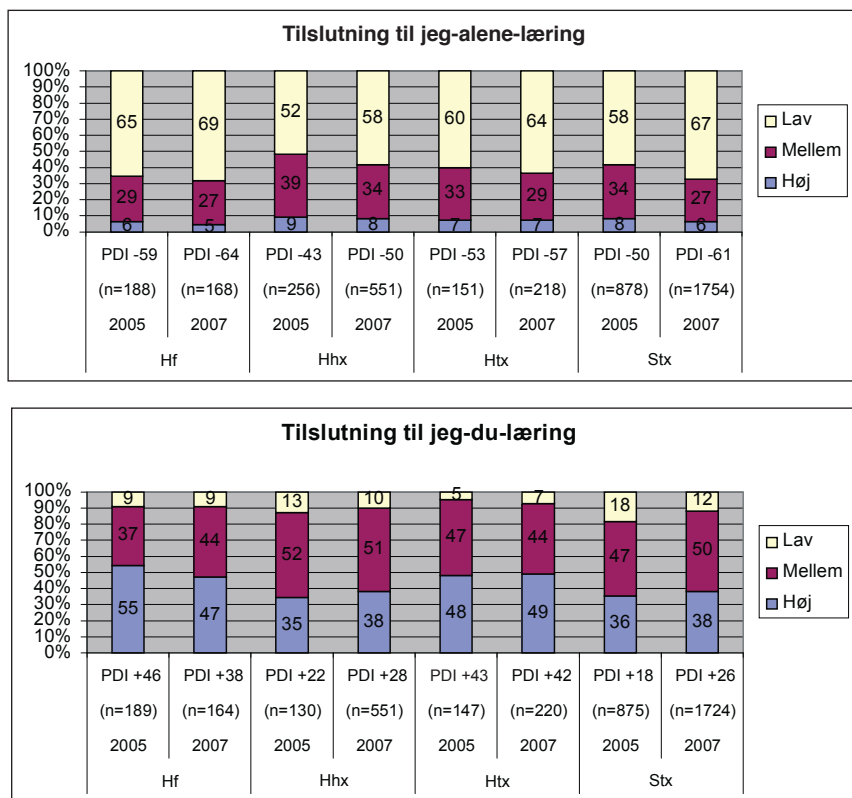 Tilslutning til jeg-alene-læring
100%
90%
80%
70%
60%
50%
40%
30%
20%
10%
0%
65 69 52 58 60 64 58 67
29 27 39 34 33 29 34 27
6 5 9 8 7 7 8 6
Lav
Mellem
Høj
PDI -59 PDI -64 PDI -43 PDI -50 PDI -53 PDI -57 PDI -50 PDI -61
(n=188) (n=168) (n=256) (n=551) (n=151) (n=218) (n=878) (n=1754)
2005 2007 2005 2007 2005 2007 2005 2007
Hf Hhx Htx Stx
Tilslutning til jeg-du-læring
100%
90%
80%
70%
60%
50%
40%
30%
20%
10%
0%
9 9 13 10 5 7 18 12
37 44 52 51 47 44 47 50
55 47 35 38 48 49 36 38
Lav
Mellem
Høj
PDI +46 PDI +38 PDI +22 PDI +28 PDI +43 PDI +42 PDI +18 PDI +26
(n=189) (n=164) (n=130) (n=551) (n=147) (n=220) (n=875) (n=1724)
2005 2007 2005 2007 2005 2007 2005 2007
Hf Hhx Htx Stx